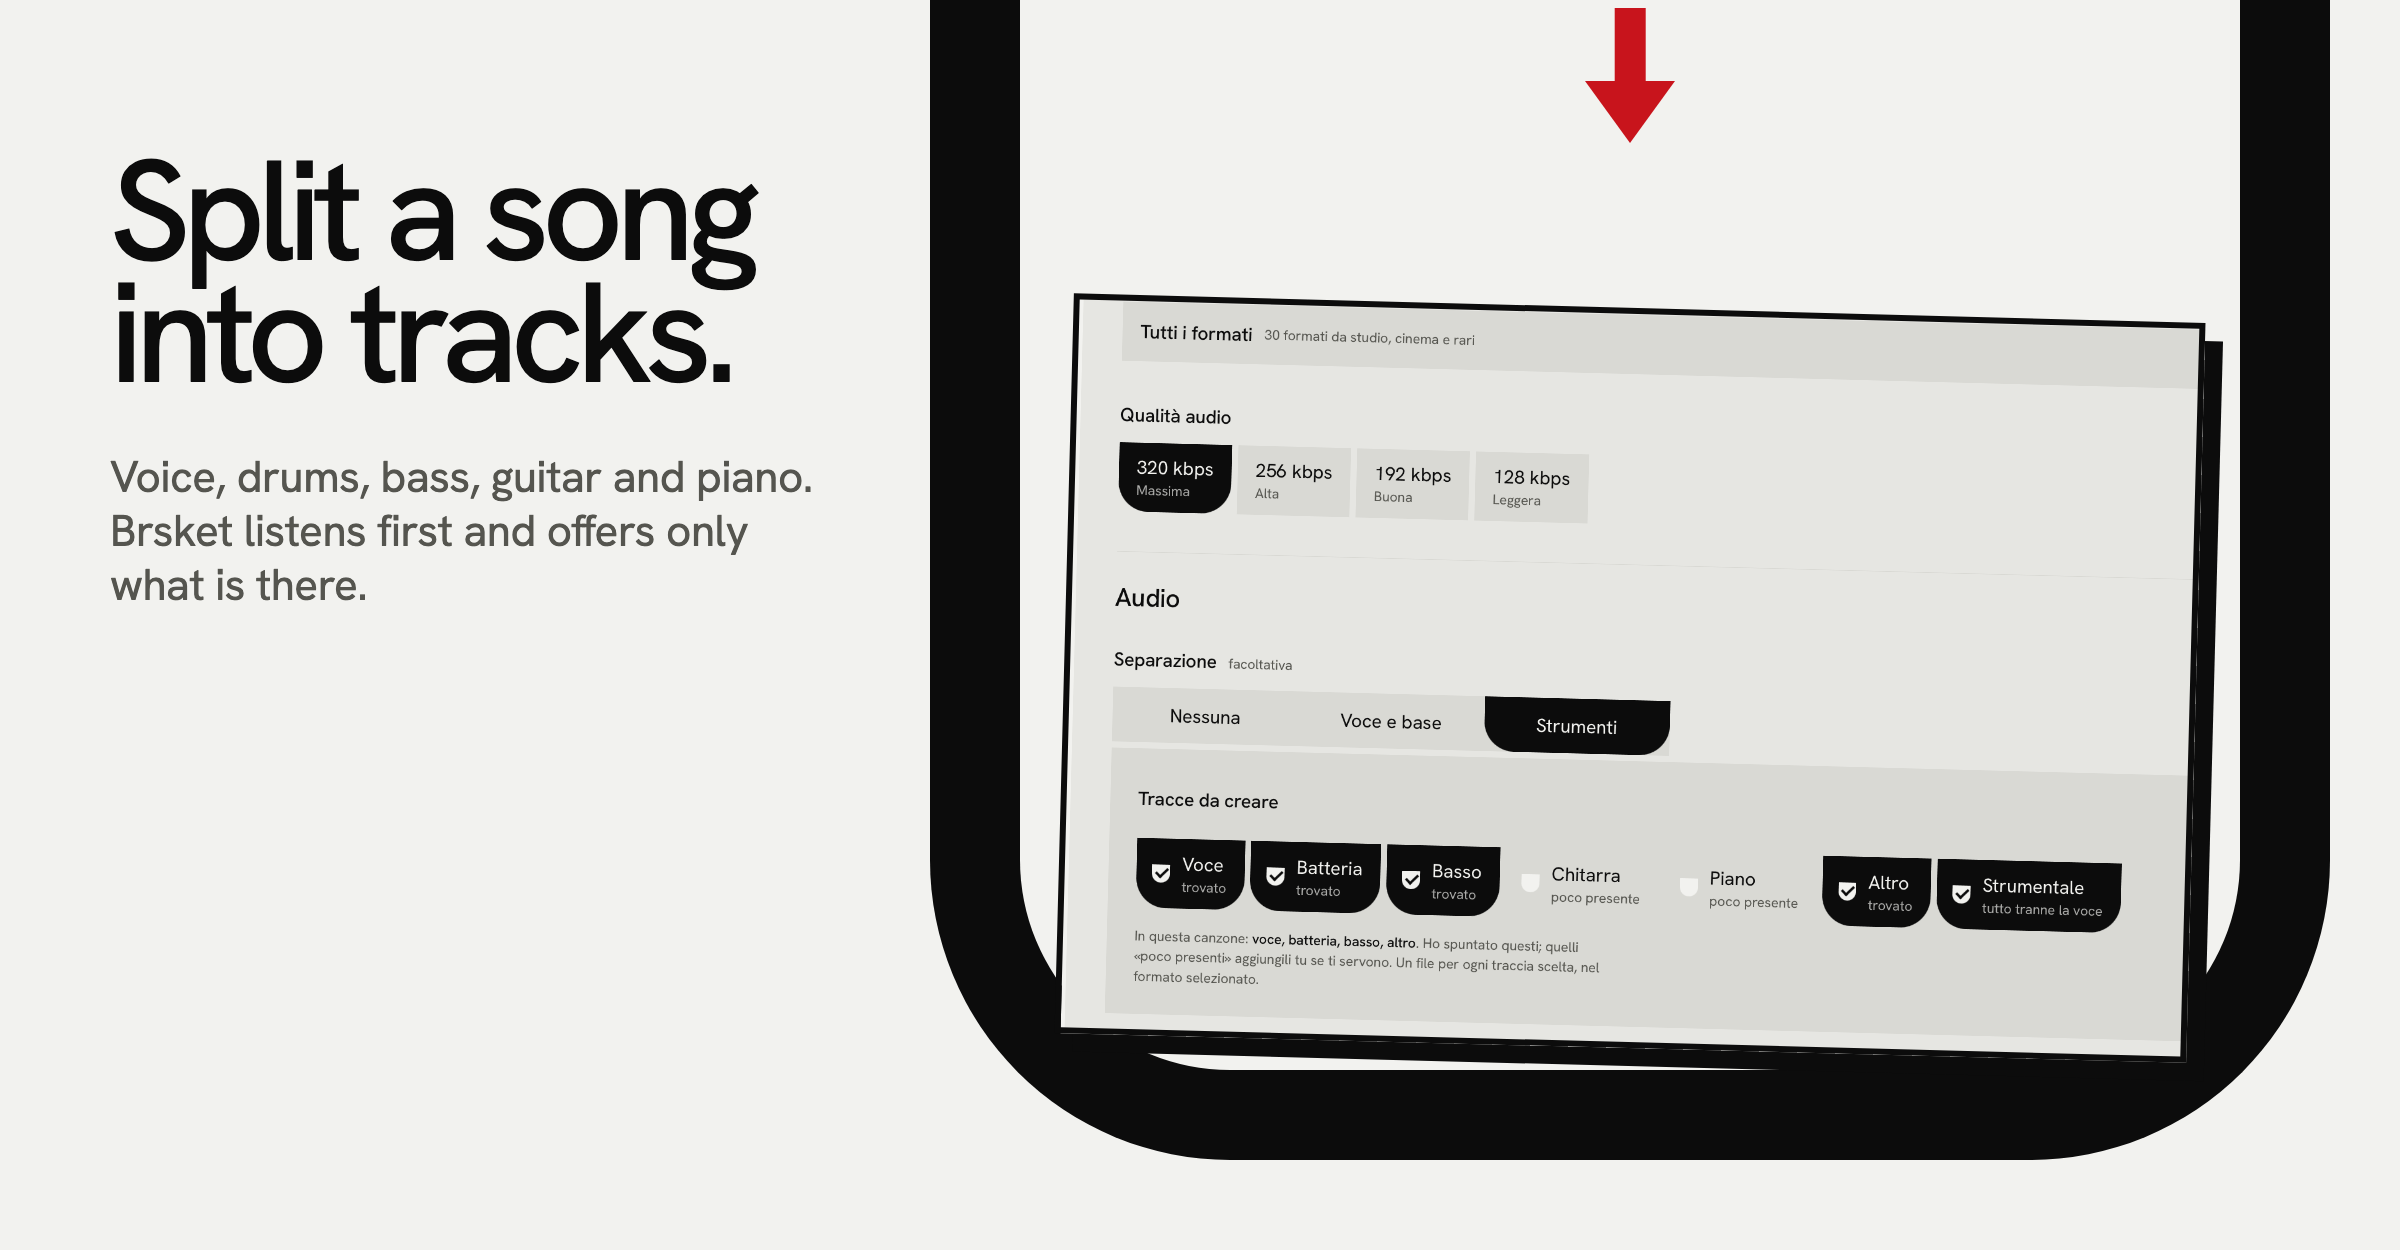 Split a song
into tracks.
Voice, drums, bass, guitar and piano.
Brsket listens first and offers only
what is there.
Tutti i formati 30 formati da studio, cinema e rari
Qualità audio
320 kbps 256 kbps 192 kbps 128 kbps
Massima Alta Buona Leggera
Audio
Separazione facoltativa
Nessuna Voce e base Strumenti
Tracce da creare
Voce Batteria Basso Chitarra Piano Altro Strumentale
trovato trovato trovato poco presente poco presente trovato tutto tranne la voce
In questa canzone: voce, batteria, basso, altro. Ho spuntato questi; quelli
«poco presenti» aggiungili tu se ti servono. Un file per ogni traccia scelta, nel
formato selezionato.